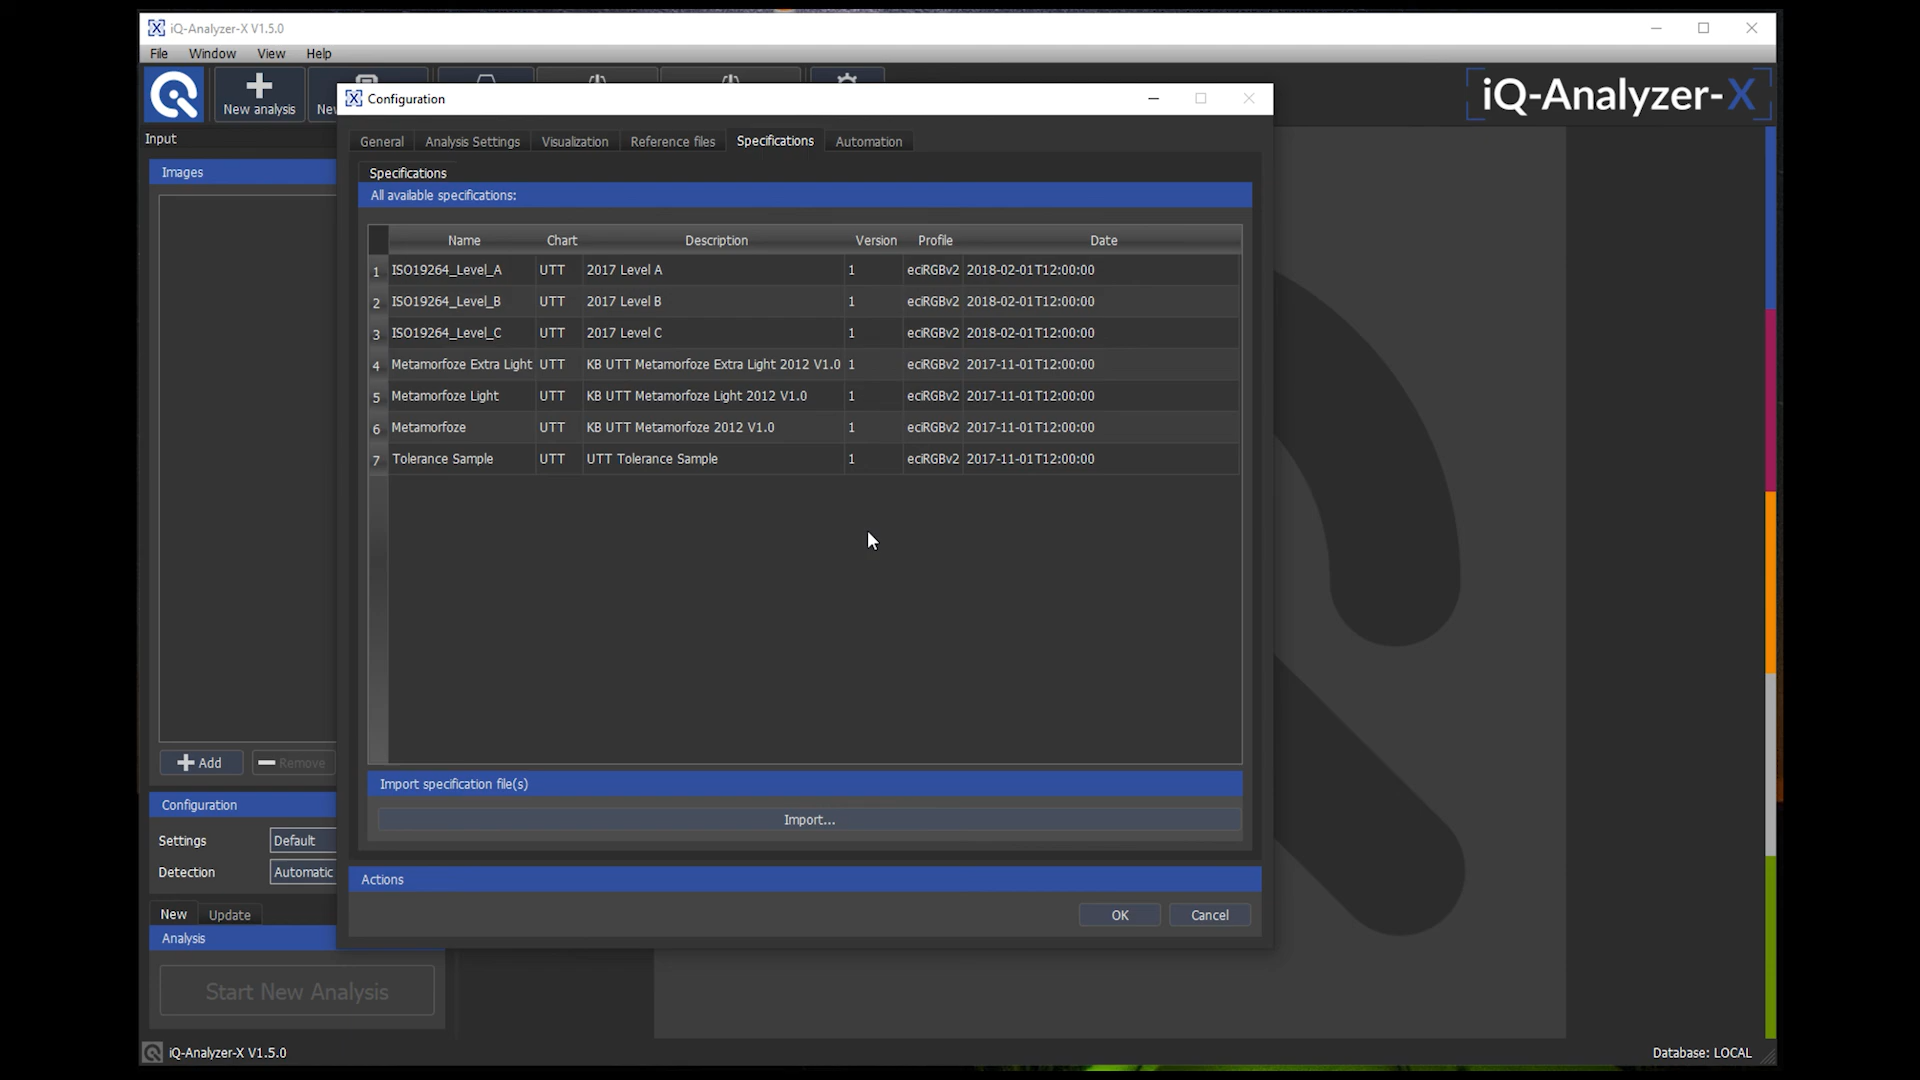 iQ-Analyzer-X V1.5.0
File Window View Help
New analysis
New
iQ-Analyzer-X
Configuration
Input
General Analysis Settings Visualization Reference files Specifications Automation
Images
Specifications
All available specifications:
Name Chart Description Version Profile Date
1 ISO19264_Level_A UTT 2017 Level A 1 eciRGBv2 2018-02-01T12:00:00
2 ISO19264_Level_B UTT 2017 Level B 1 eciRGBv2 2018-02-01T12:00:00
3 ISO19264_Level_C UTT 2017 Level C 1 eciRGBv2 2018-02-01T12:00:00
4 Metamorfoze Extra Light UTT KB UTT Metamorfoze Extra Light 2012 V1.0 1 eciRGBv2 2017-11-01T12:00:00
5 Metamorfoze Light UTT KB UTT Metamorfoze Light 2012 V1.0 1 eciRGBv2 2017-11-01T12:00:00
6 Metamorfoze UTT KB UTT Metamorfoze 2012 V1.0 1 eciRGBv2 2017-11-01T12:00:00
7 Tolerance Sample UTT UTT Tolerance Sample 1 eciRGBv2 2017-11-01T12:00:00
Add Remove
Import specification file(s)
Import...
Configuration
Settings Default
Detection Automatic
Actions
OK Cancel
New Update
Analysis
Start New Analysis
iQ-Analyzer-X V1.5.0
Database: LOCAL